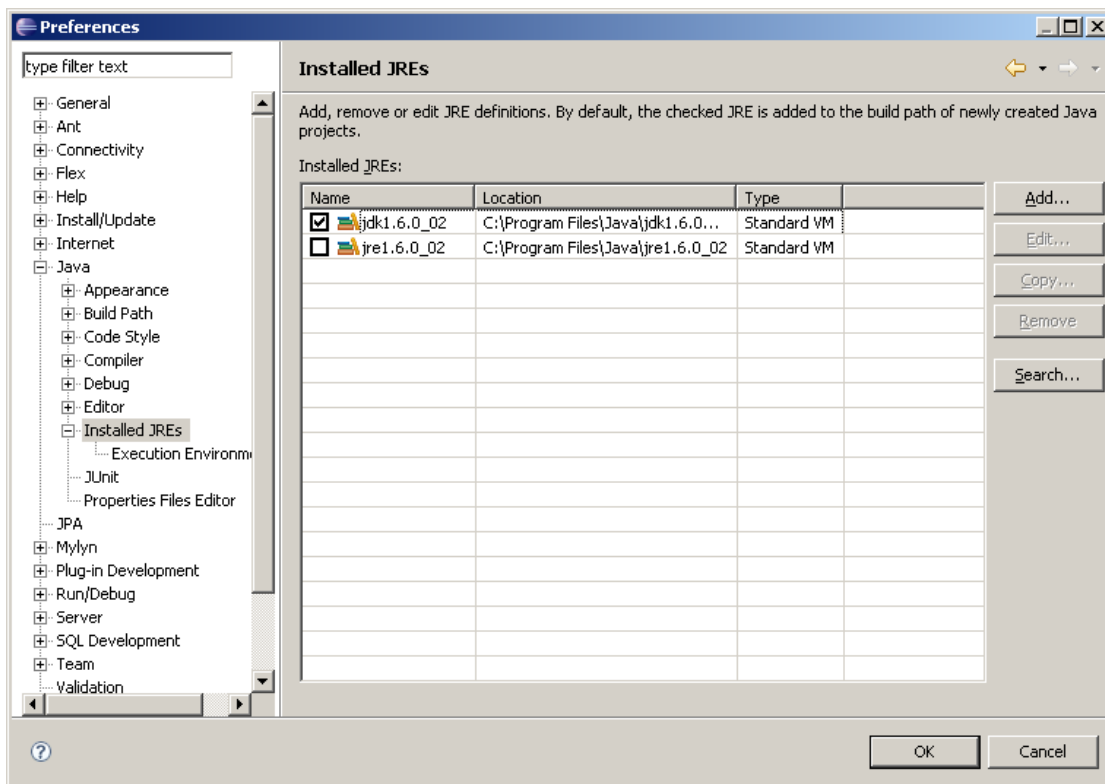 Preferences
type filter text
General
Ant
Connectivity
Flex
Help
Install/Update
Internet
Java
Appearance
Build Path
Code Style
Compiler
Debug
Editor
Installed JREs
Execution Environme
JUnit
Properties Files Editor
JPA
Mylyn
Plug-in Development
Run/Debug
Server
SQL Development
Team
Validation
Installed JREs
Add, remove or edit JRE definitions. By default, the checked JRE is added to the build path of newly created Java
projects.
Installed JREs:
Name Location Type
jdk1.6.0_02 C:\Program Files\Java\jdk1.6.0... Standard VM
jre1.6.0_02 C:\Program Files\Java\jre1.6.0_02 Standard VM
Add...
Edit...
Copy...
Remove
Search...
?
OK Cancel